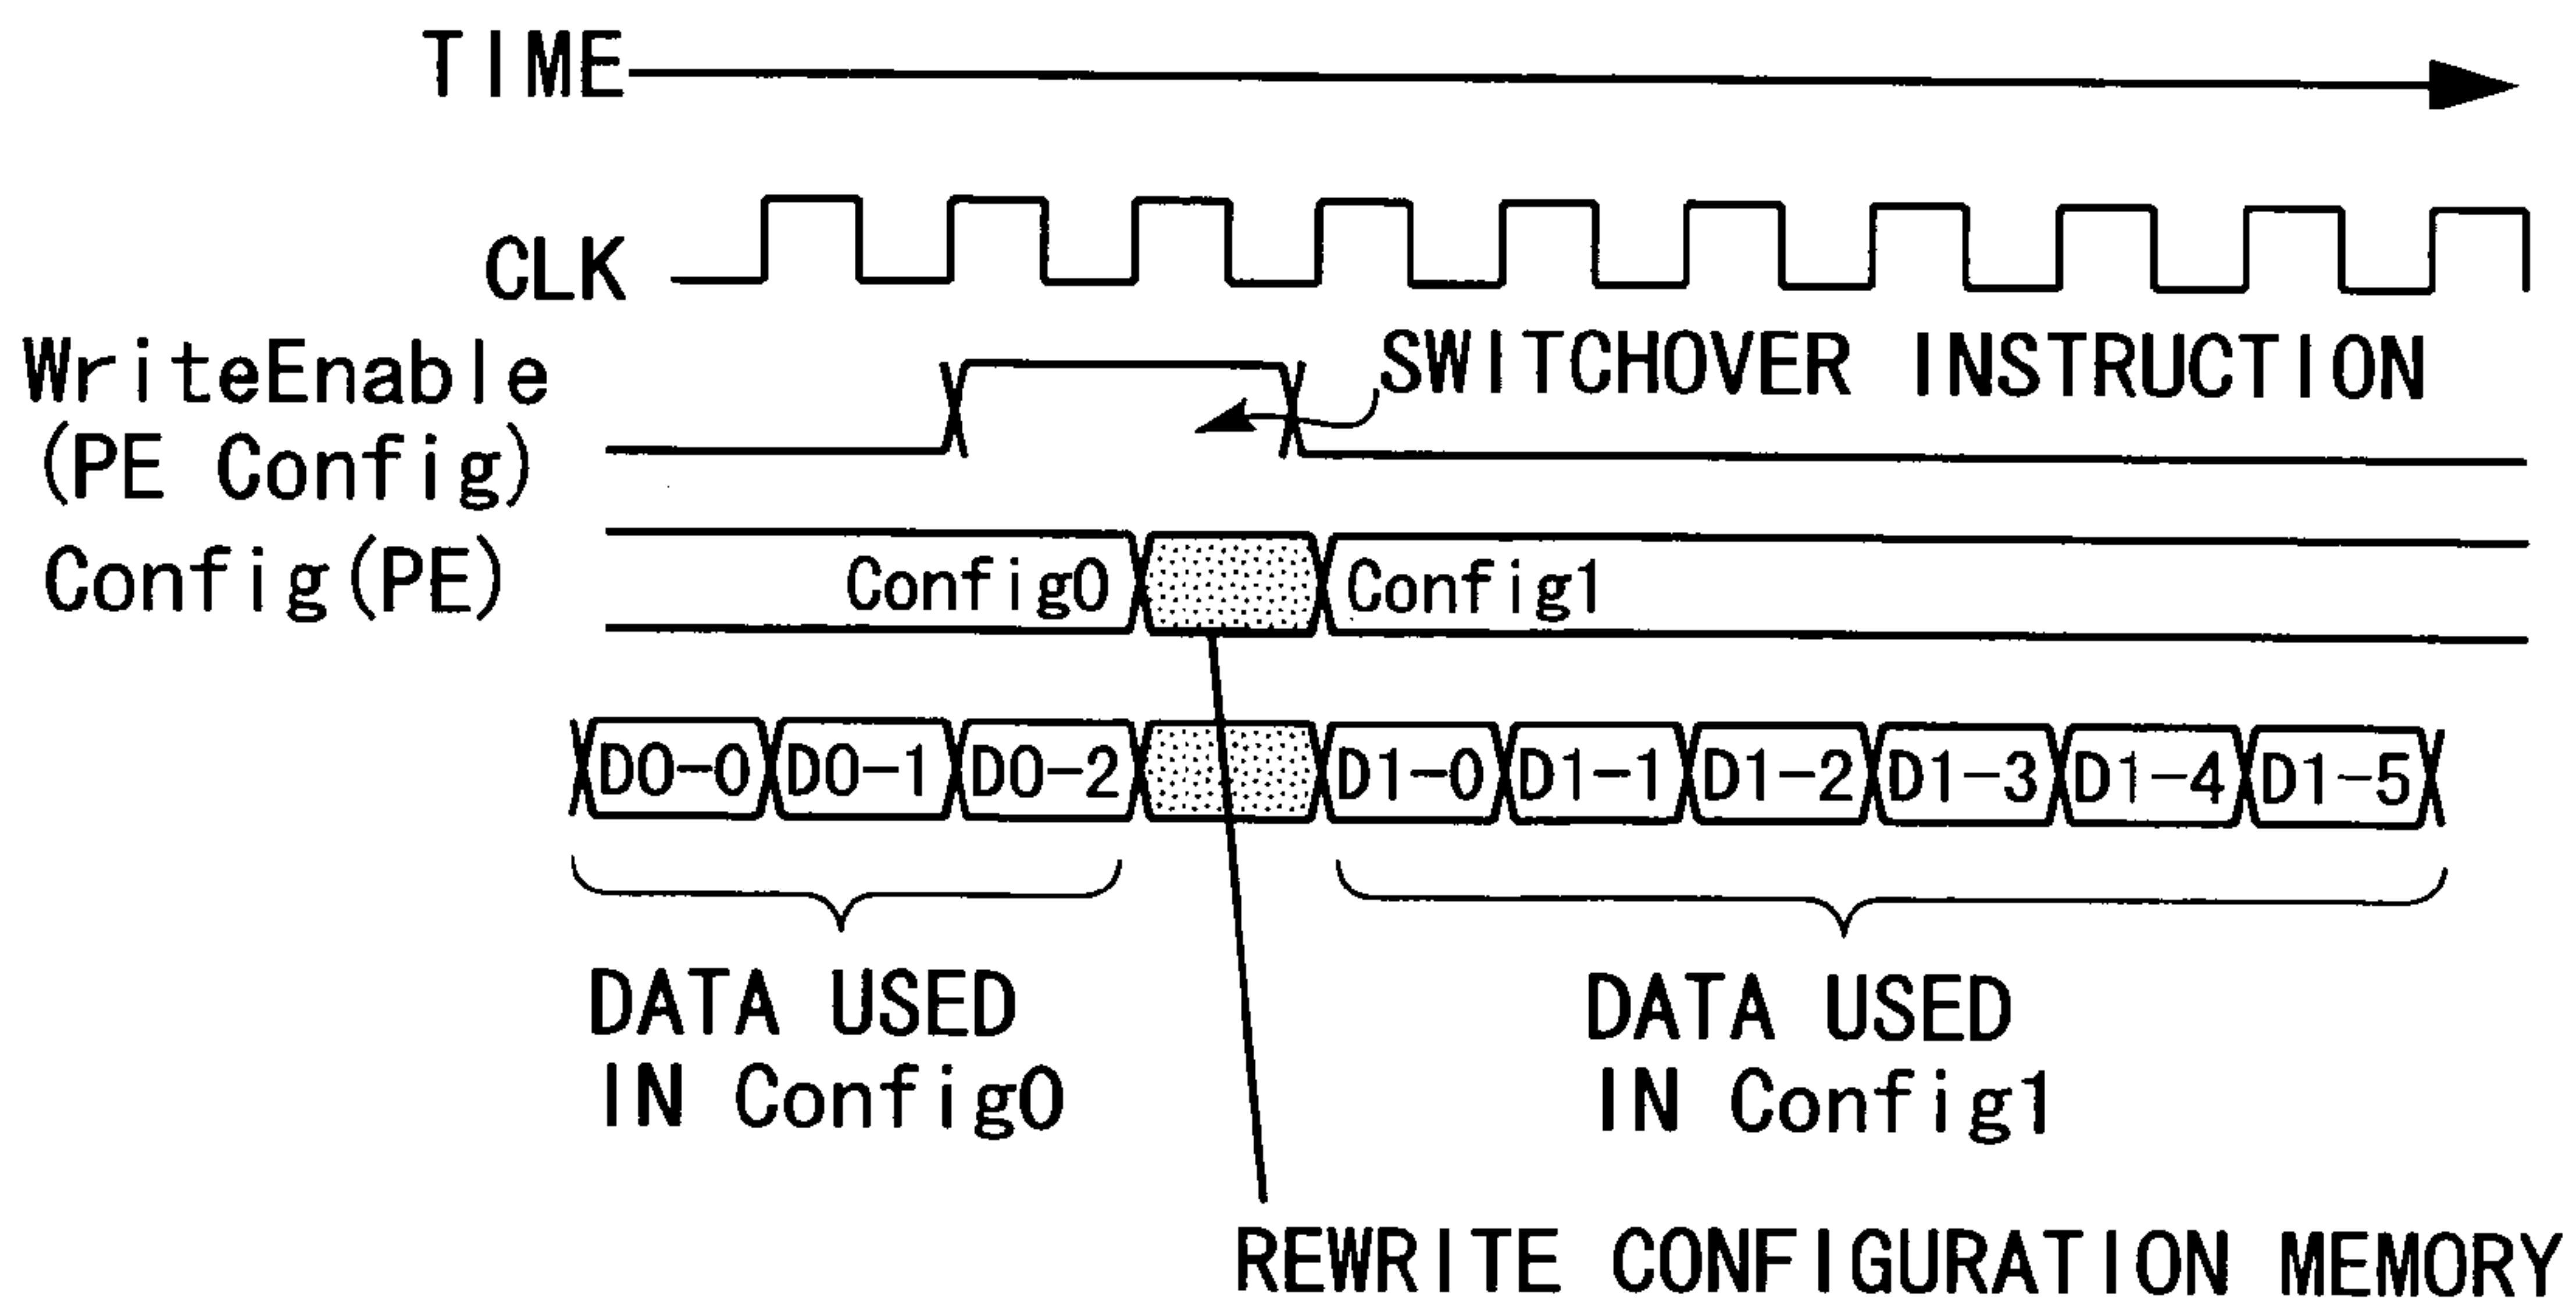 TIME
CLK
SWITCHOVER INSTRUCTION
WriteEnable
(PE Config)
Config(PE)
Config0
Config1
D0-0 D0-1 D0-2 D1-0 D1-1 D1-2 D1-3 D1-4 D1-5
DATA USED
IN Config0
DATA USED
IN Config1
REWRITE CONFIGURATION MEMORY